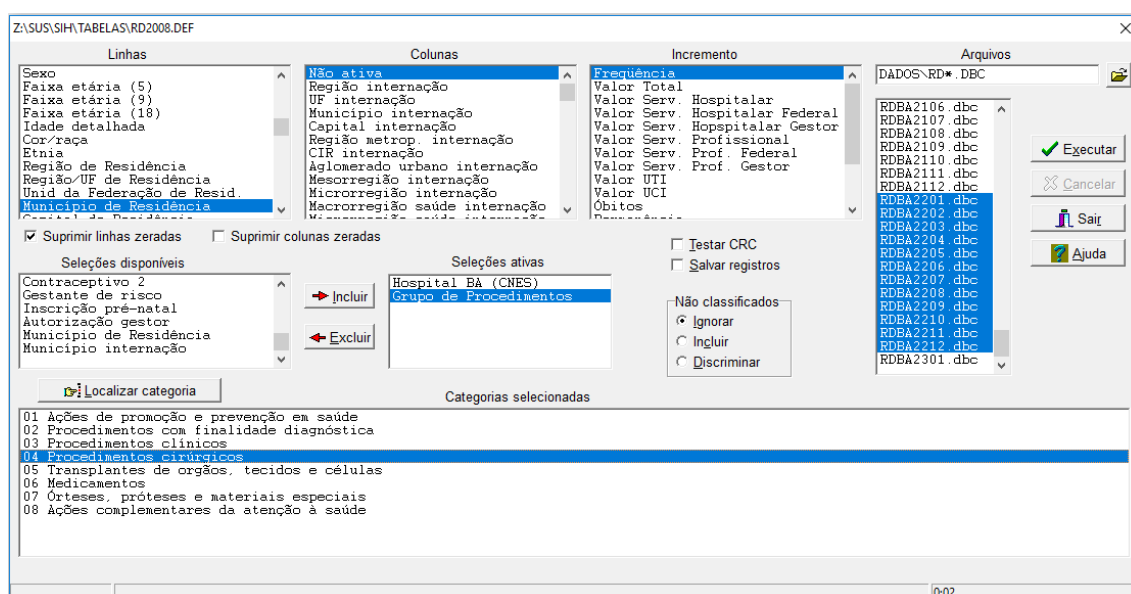 Z:\SUS\SIH\TABELAS\RD2008.DEF
Linhas
Sexo
Faixa etária (5)
Faixa etária (9)
Faixa etária (18)
Idade detalhada
Cor/raça
Etnia
Região de Residência
Região/UF de Residência
Unid da Federação de Resid.
Município de Residência
Colunas
Não ativa
Região internação
UF internação
Município internação
Capital internação
Região metrop. internação
CIR internação
Aglomerado urbano internação
Mesorregião internação
Microrregião internação
Macrorregião saúde internação
Incremento
Freqüência
Valor Total
Valor Serv. Hospitalar
Valor Serv. Hospitalar Federal
Valor Serv. Hopspitalar Gestor
Valor Serv. Profissional
Valor Serv. Prof. Federal
Valor Serv. Prof. Gestor
Valor UTI
Valor UCI
Óbitos
Arquivos
DADOS\RD*.DBC
RDBA2106.dbc
RDBA2107.dbc
RDBA2108.dbc
RDBA2109.dbc
RDBA2110.dbc
RDBA2111.dbc
RDBA2112.dbc
RDBA2201.dbc
RDBA2202.dbc
RDBA2203.dbc
RDBA2204.dbc
RDBA2205.dbc
RDBA2206.dbc
RDBA2207.dbc
RDBA2208.dbc
RDBA2209.dbc
RDBA2210.dbc
RDBA2211.dbc
RDBA2212.dbc
RDBA2301.dbc
Executar
Cancelar
Sair
Ajuda
Suprimir linhas zeradas
Suprimir colunas zeradas
Testar CRC
Salvar registros
Seleções disponíveis
Contraceptivo 2
Gestante de risco
Inscrição pré-natal
Autorização gestor
Município de Residência
Município internação
Incluir
Excluir
Seleções ativas
Hospital BA (CNES)
Grupo de Procedimentos
Não classificados
Ignorar
Incluir
Discriminar
Localizar categoria
Categorias selecionadas
01 Ações de promoção e prevenção em saúde
02 Procedimentos com finalidade diagnóstica
03 Procedimentos clínicos
04 Procedimentos cirúrgicos
05 Transplantes de orgãos, tecidos e células
06 Medicamentos
07 Órteses, próteses e materiais especiais
08 Ações complementares da atenção à saúde
0:02